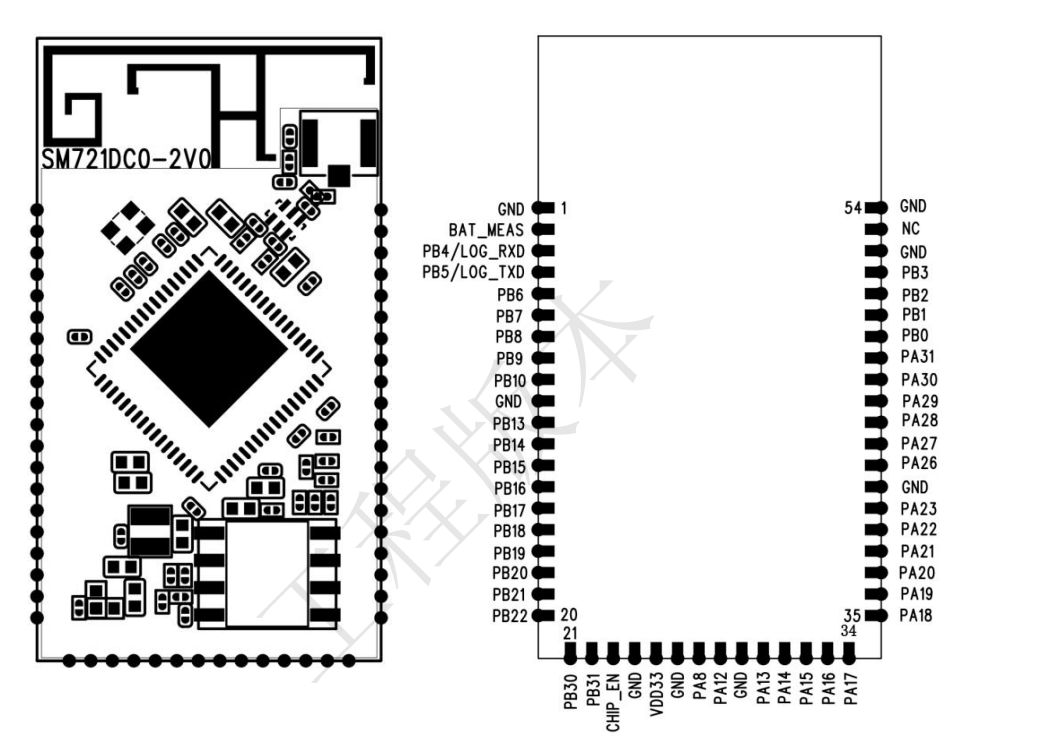 SM721DC0-2V0
GND 1
BAT_MEAS
PB4/LOG_RXD
PB5/LOG_TXD
PB6
PB7
PB8
PB9
PB10
GND
PB13
PB14
PB15
PB16
PB17
PB18
PB19
PB20
PB21
PB22 20
21
PB30
PB31
CHIP_EN
GND
VDD33
GND
PA8
PA12
GND
PA13
PA14
PA15
PA16
PA17
34
35 PA18
PA19
PA20
PA21
PA22
PA23
GND
PA26
PA27
PA28
PA29
PA30
PA31
PB0
PB1
PB2
PB3
GND
NC
54 GND
工程版本